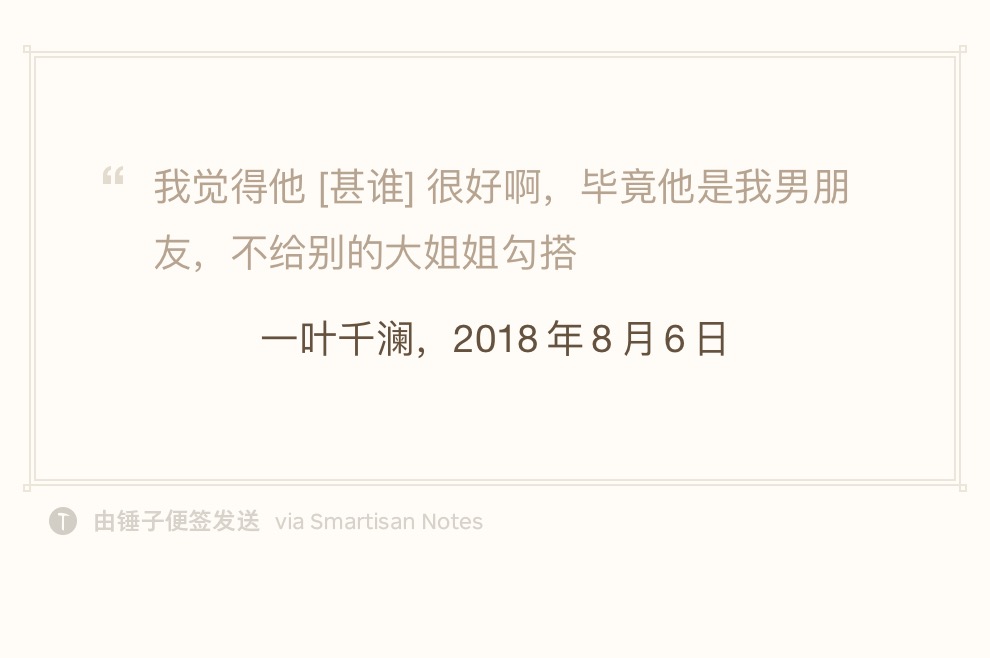 “ 我觉得他 [甚谁] 很好啊，毕竟他是我男朋
友，不给别的大姐姐勾搭
一叶千澜，2018 年 8 月 6 日
由锤子便签发送 via Smartisan Notes